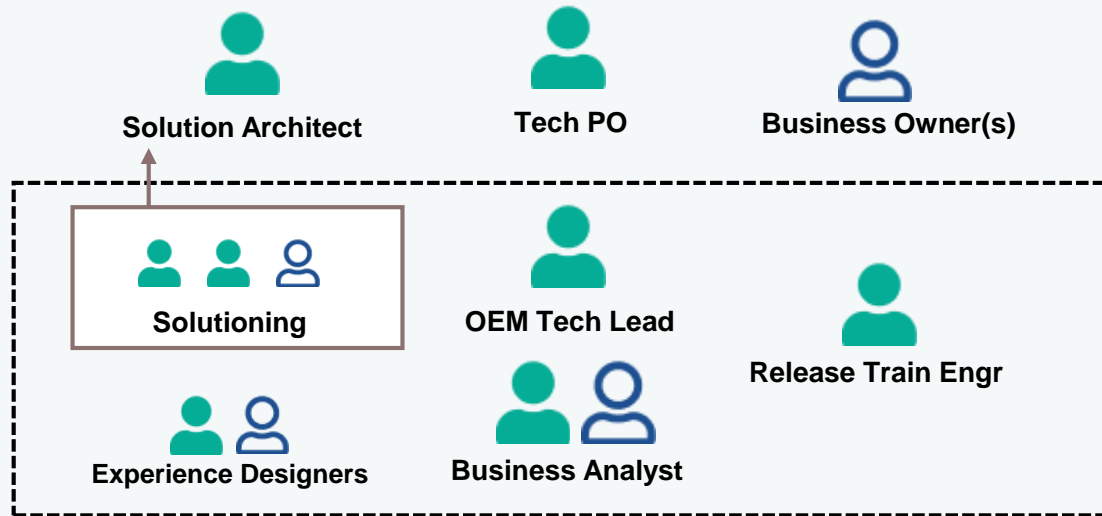 Solution Architect
Tech PO
Business Owner(s)
Solutioning
OEM Tech Lead
Release Train Engr
Experience Designers
Business Analyst